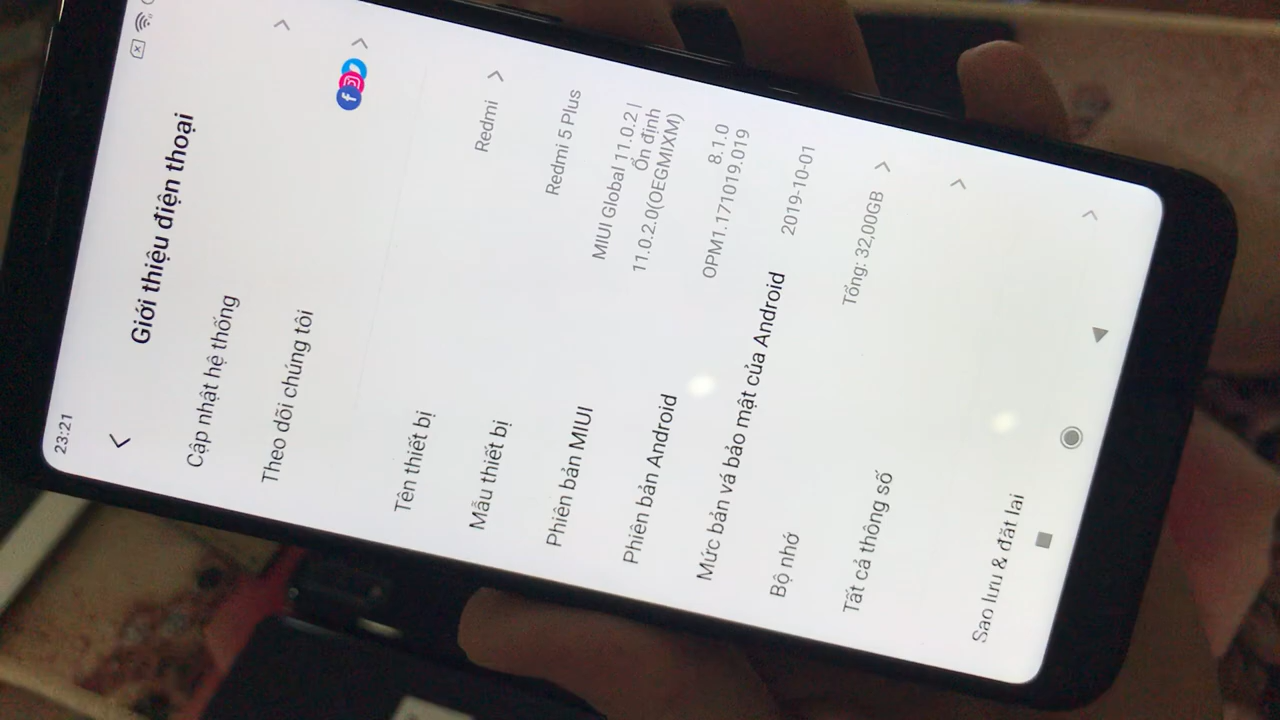 23:21
Giới thiệu điện thoại
Cập nhật hệ thống
Theo dõi chúng tôi
Tên thiết bị
Redmi
Mẫu thiết bị
Redmi 5 Plus
Phiên bản MIUI
MIUI Global 11.0.2 |
Ổn định
11.0.2.0(OEGMIXM)
Phiên bản Android
8.1.0
OPM1.171019.019
Mức bản vá bảo mật của Android
2019-10-01
Bộ nhớ
Tổng: 32,00GB
Tất cả thông số
Sao lưu & đặt lại